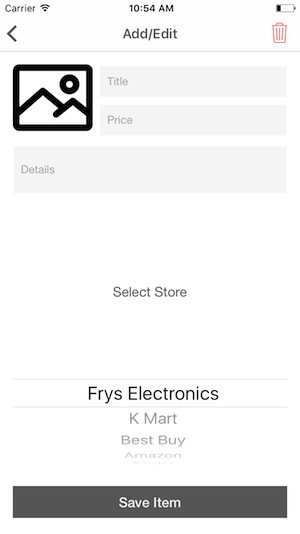 Carrier 10:54 AM
Add/Edit
Title
Price
Details
Select Store
Frys Electronics
K Mart
Best Buy
Amazon
Save Item